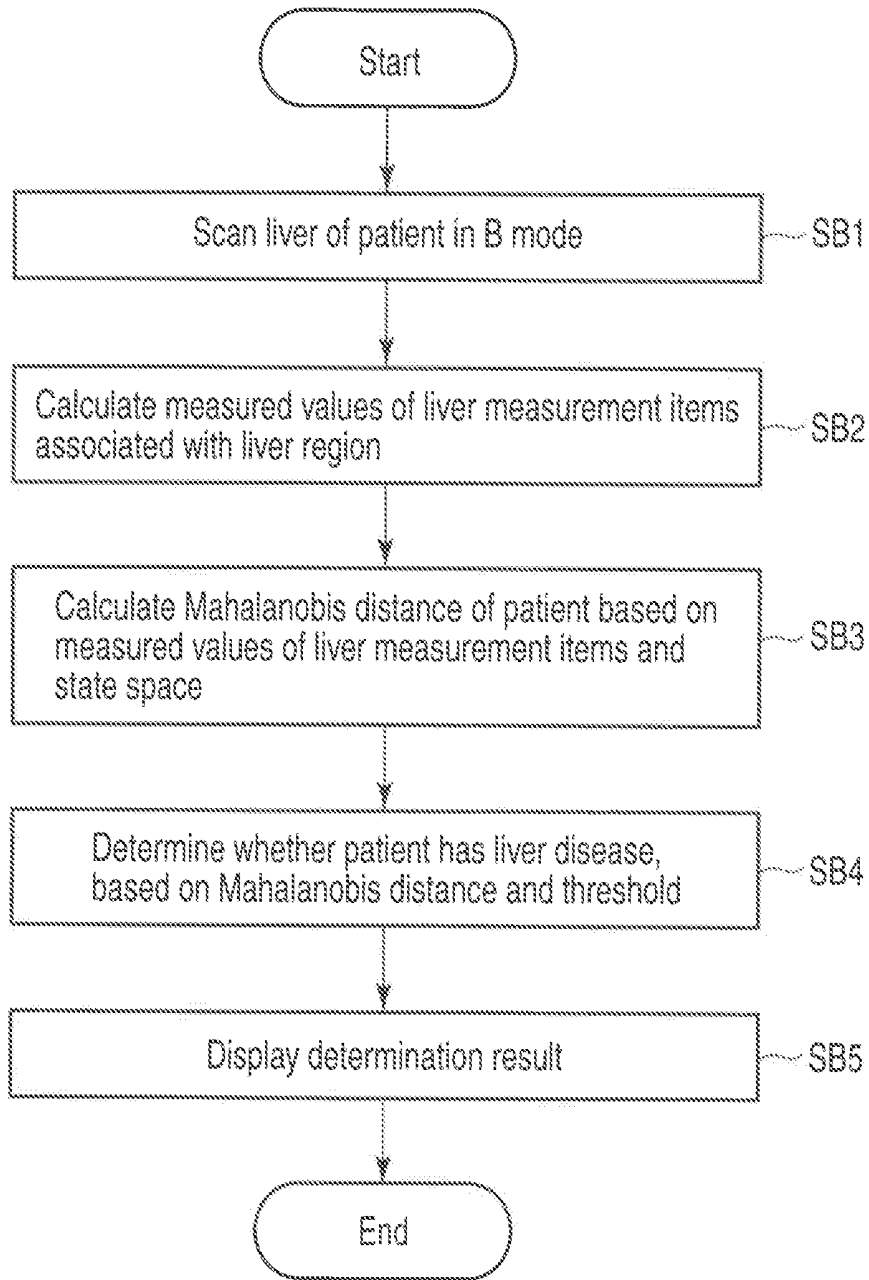 Start
Scan liver of patient in B mode
SB1
Calculate measured values of liver measurement items
associated with liver region
SB2
Calculate Mahalanobis distance of patient based on
measured values of liver measurement items and
state space
SB3
Determine whether patient has liver disease,
based on Mahalanobis distance and threshold
SB4
Display determination result
SB5
End